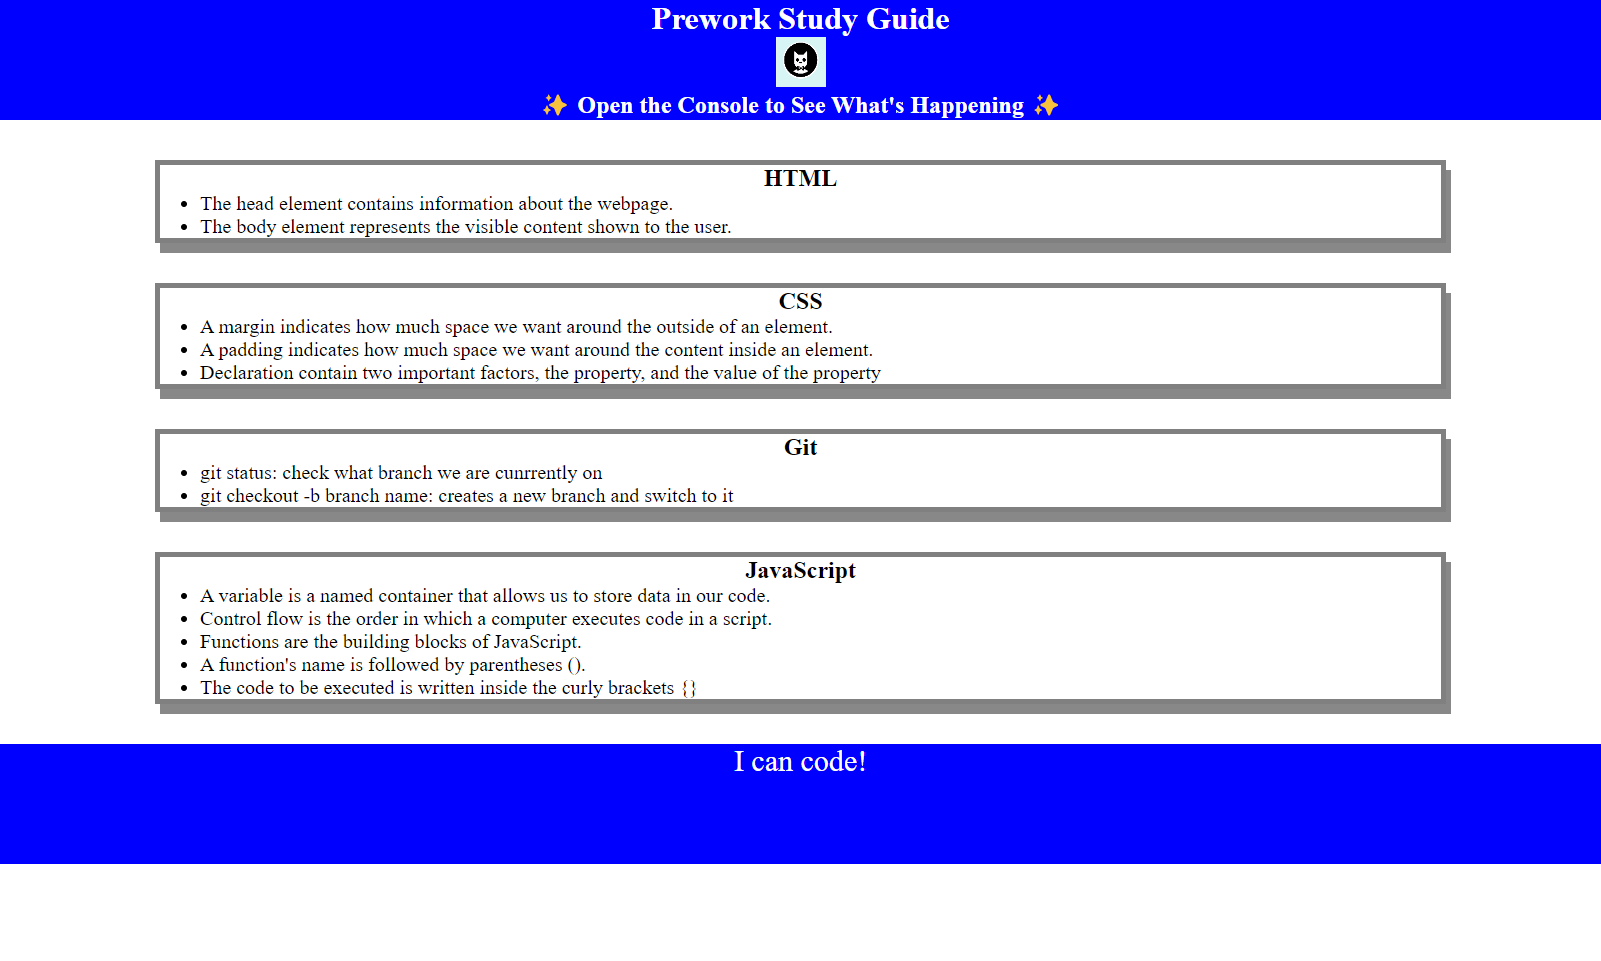 Prework Study Guide
✨ Open the Console to See What's Happening ✨
HTML
• The head element contains information about the webpage.
• The body element represents the visible content shown to the user.
CSS
• A margin indicates how much space we want around the outside of an element.
• A padding indicates how much space we want around the content inside an element.
• Declaration contain two important factors, the property, and the value of the property
Git
• git status: check what branch we are cunrrently on
• git checkout -b branch name: creates a new branch and switch to it
JavaScript
• A variable is a named container that allows us to store data in our code.
• Control flow is the order in which a computer executes code in a script.
• Functions are the building blocks of JavaScript.
• A function's name is followed by parentheses ().
• The code to be executed is written inside the curly brackets {}
I can code!